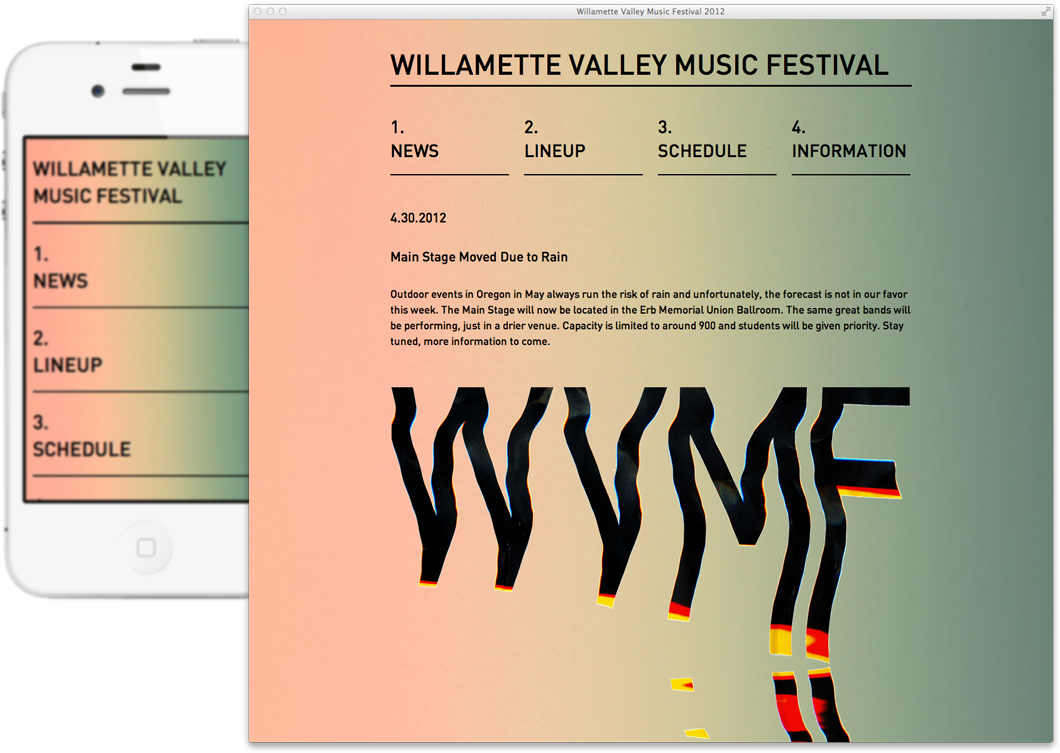 Willamette Valley Music Festival 2012
WILLAMETTE VALLEY MUSIC FESTIVAL
1.
NEWS
2.
LINEUP
3.
SCHEDULE
4.
INFORMATION
4.30.2012
Main Stage Moved Due to Rain
Outdoor events in Oregon in May always run the risk of rain and unfortunately, the forecast is not in our favor
this week. The Main Stage will now be located in the Erb Memorial Union Ballroom. The same great bands will
be performing, just in a drier venue. Capacity is limited to around 900 and students will be given priority. Stay
tuned, more information to come.
WVMF
WILLAMETTE VALLEY
MUSIC FESTIVAL
1.
NEWS
2.
LINEUP
3.
SCHEDULE